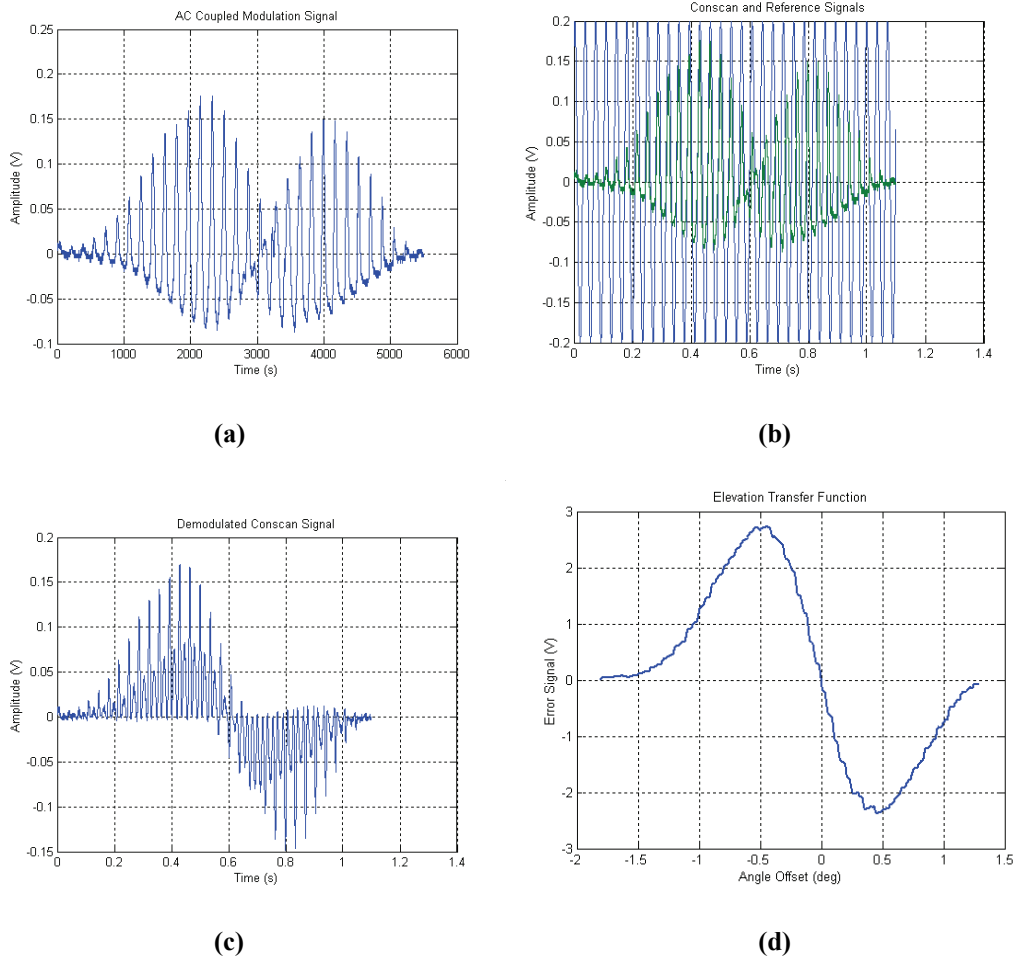 AC Coupled Modulation Signal
0.25
0.2
0.15
0.1
0.05
0
-0.05
-0.1
Amplitude (V)
0 1000 2000 3000 4000 5000 6000
Time (s)
(a)
Conscan and Reference Signals
0.2
0.15
0.1
0.05
0
-0.05
-0.1
-0.15
-0.2
Amplitude (V)
0 0.2 0.4 0.6 0.8 1 1.2 1.4
Time (s)
(b)
Demodulated Conscan Signal
0.2
0.15
0.1
0.05
0
-0.05
-0.1
-0.15
Amplitude (V)
0 0.2 0.4 0.6 0.8 1 1.2 1.4
Time (s)
(c)
Elevation Transfer Function
3
2
1
0
-1
-2
-3
Error Signal (V)
-2 -1.5 -1 -0.5 0 0.5 1 1.5
Angle Offset (deg)
(d)